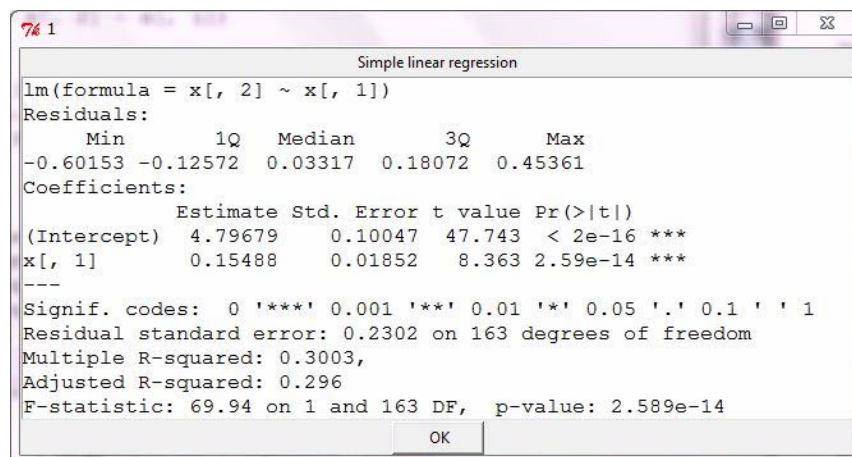 1
Simple linear regression
lm(formula = x[, 2] ~ x[, 1])
Residuals:
Min 1Q Median 3Q Max
-0.60153 -0.12572 0.03317 0.18072 0.45361
Coefficients:
Estimate Std. Error t value Pr(>|t|)
(Intercept) 4.79679 0.10047 47.743 < 2e-16 ***
x[, 1] 0.15488 0.01852 8.363 2.59e-14 ***
---
Signif. codes: 0 '***' 0.001 '**' 0.01 '*' 0.05 '.' 0.1 ' ' 1
Residual standard error: 0.2302 on 163 degrees of freedom
Multiple R-squared: 0.3003,
Adjusted R-squared: 0.296
F-statistic: 69.94 on 1 and 163 DF, p-value: 2.589e-14
OK